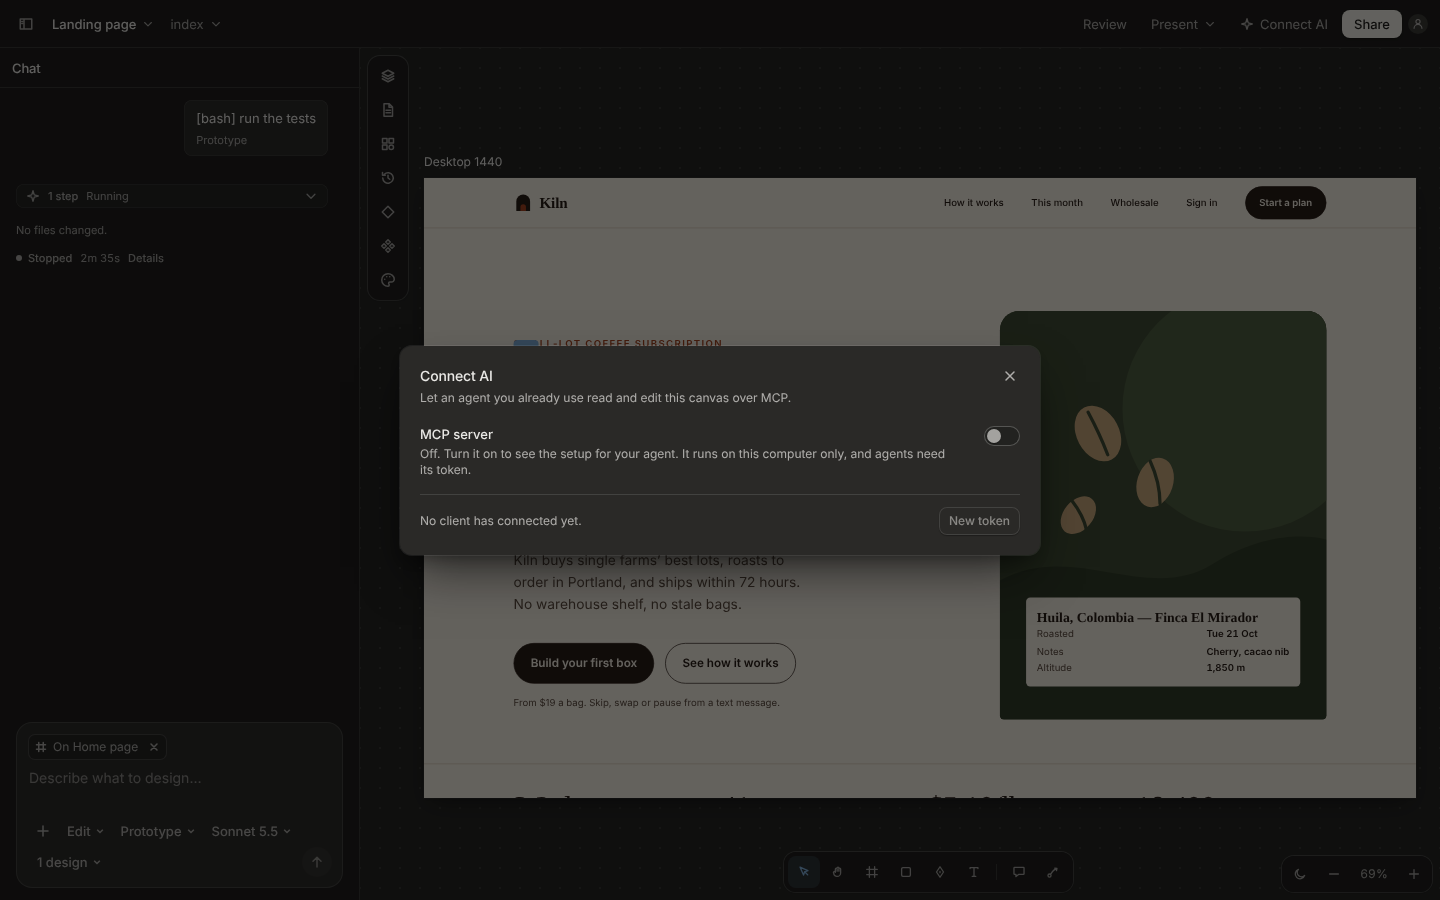 Landing page
index
Review
Present
Connect AI
Share
Chat
[bash] run the tests
Prototype
1 step Running
No files changed.
Stopped 2m 35s Details
Desktop 1440
Kiln
How it works
This month
Wholesale
Sign in
Start a plan
LL-LOT COFFEE SUBSCRIPTION
Connect AI
Let an agent you already use read and edit this canvas over MCP.
MCP server
Off. Turn it on to see the setup for your agent. It runs on this computer only, and agents need
its token.
No client has connected yet.
New token
Kiln buys single farms' best lots, roasts to
order in Portland, and ships within 72 hours.
No warehouse shelf, no stale bags.
Build your first box
See how it works
From $19 a bag. Skip, swap or pause from a text message.
Huila, Colombia — Finca El Mirador
Roasted Tue 21 Oct
Notes Cherry, cacao nib
Altitude 1,850 m
On Home page
Describe what to design...
Edit
Prototype
Sonnet 5.5
1 design
69%